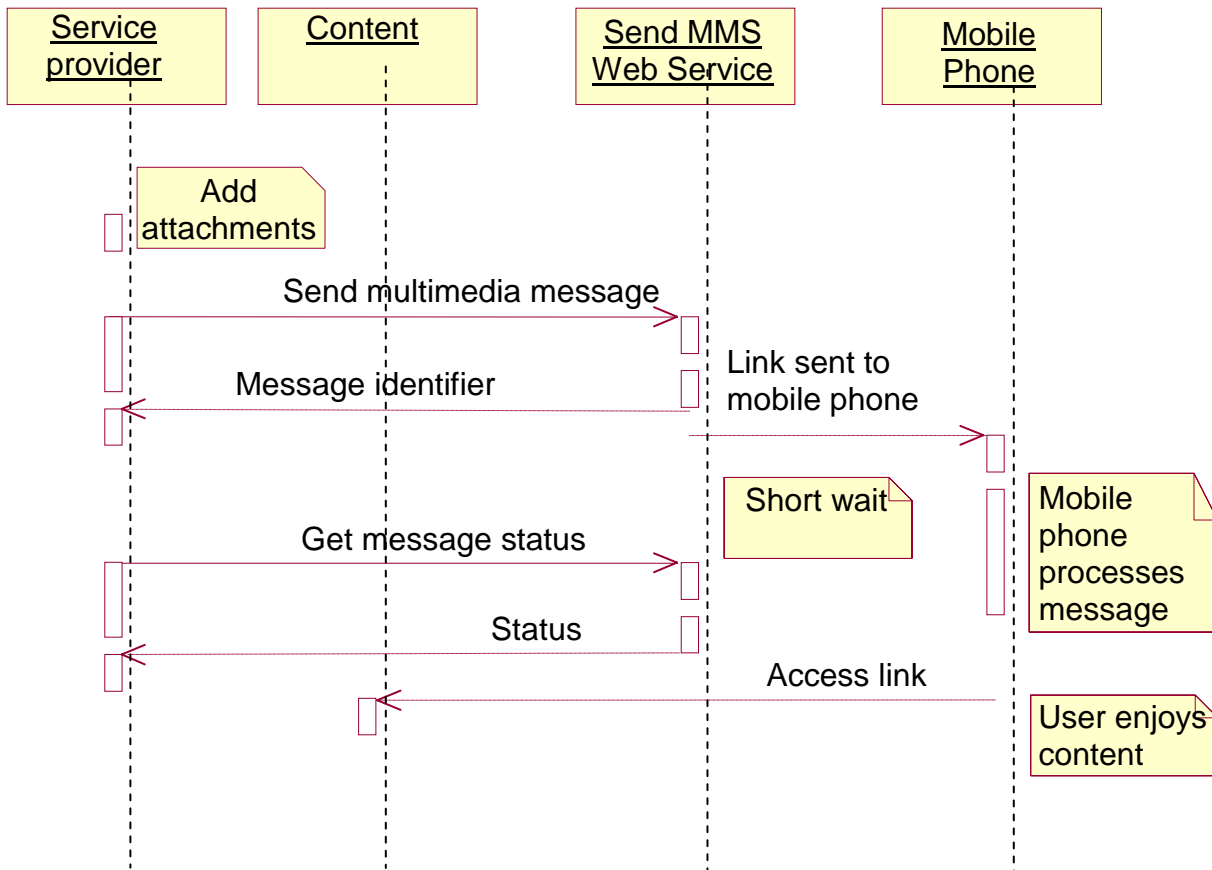 Service
provider
Content
Send MMS
Web Service
Mobile
Phone
Add
attachments
Send multimedia message
Link sent to
mobile phone
Message identifier
Short wait
Mobile
phone
processes
message
Get message status
Status
Access link
User enjoys
content